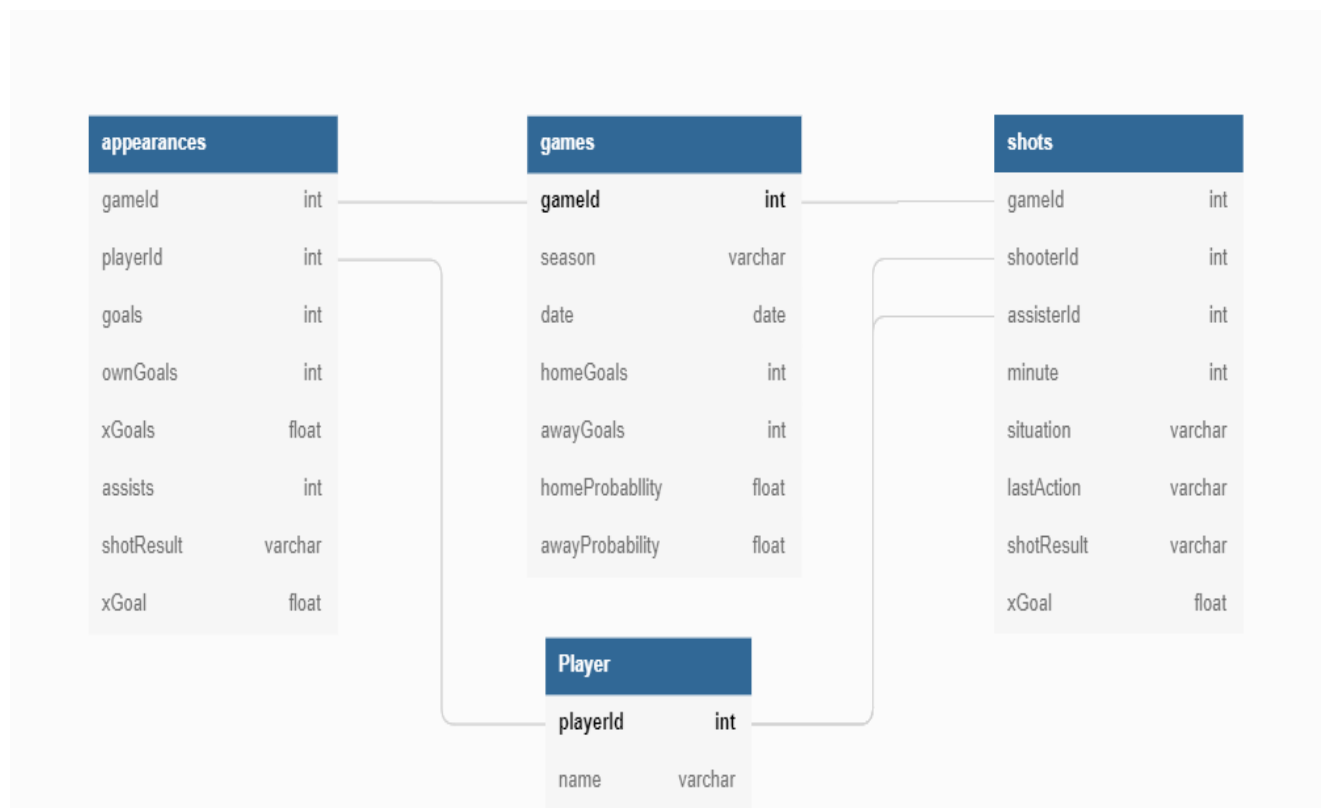 appearances
gameId int
playerId int
goals int
ownGoals int
xGoals float
assists int
shotResult varchar
xGoal float
games
gameId int
season varchar
date date
homeGoals int
awayGoals int
homeProbabllity float
awayProbability float
shots
gameId int
shooterId int
assisterId int
minute int
situation varchar
lastAction varchar
shotResult varchar
xGoal float
Player
playerId int
name varchar